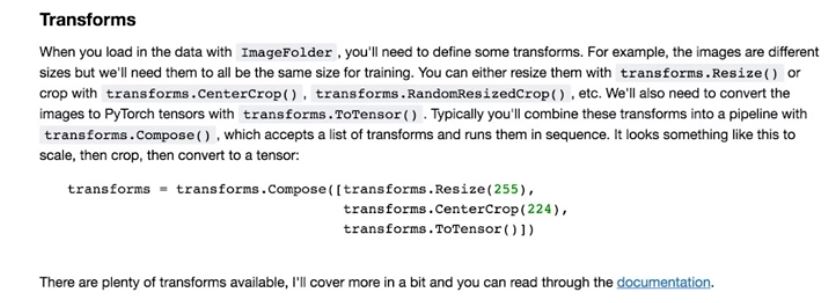 Transforms
When you load in the data with ImageFolder , you'll need to define some transforms. For example, the images are different
sizes but we'll need them to all be the same size for training. You can either resize them with transforms.Resize() or
crop with transforms.CenterCrop() , transforms.RandomResizedCrop() , etc. We'll also need to convert the
images to PyTorch tensors with transforms.ToTensor() . Typically you'll combine these transforms into a pipeline with
transforms.Compose() , which accepts a list of transforms and runs them in sequence. It looks something like this to
scale, then crop, then convert to a tensor:
transforms = transforms.Compose([transforms.Resize(255),
transforms.CenterCrop(224),
transforms.ToTensor()])
There are plenty of transforms available, I'll cover more in a bit and you can read through the documentation.